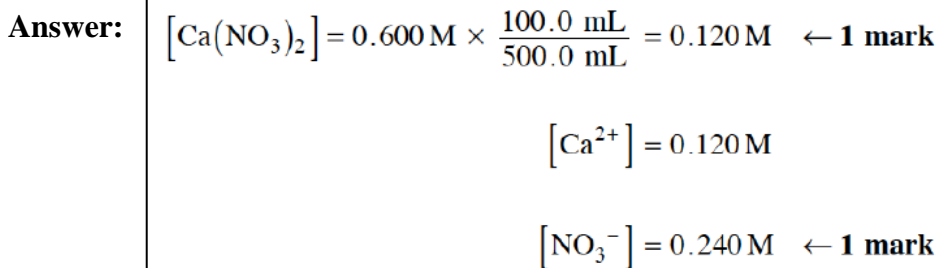 Answer: [Ca(NO₃)₂] = 0.600 M × 100.0 mL / 500.0 mL = 0.120 M ← 1 mark
[Ca²⁺] = 0.120 M
[NO₃⁻] = 0.240 M ← 1 mark